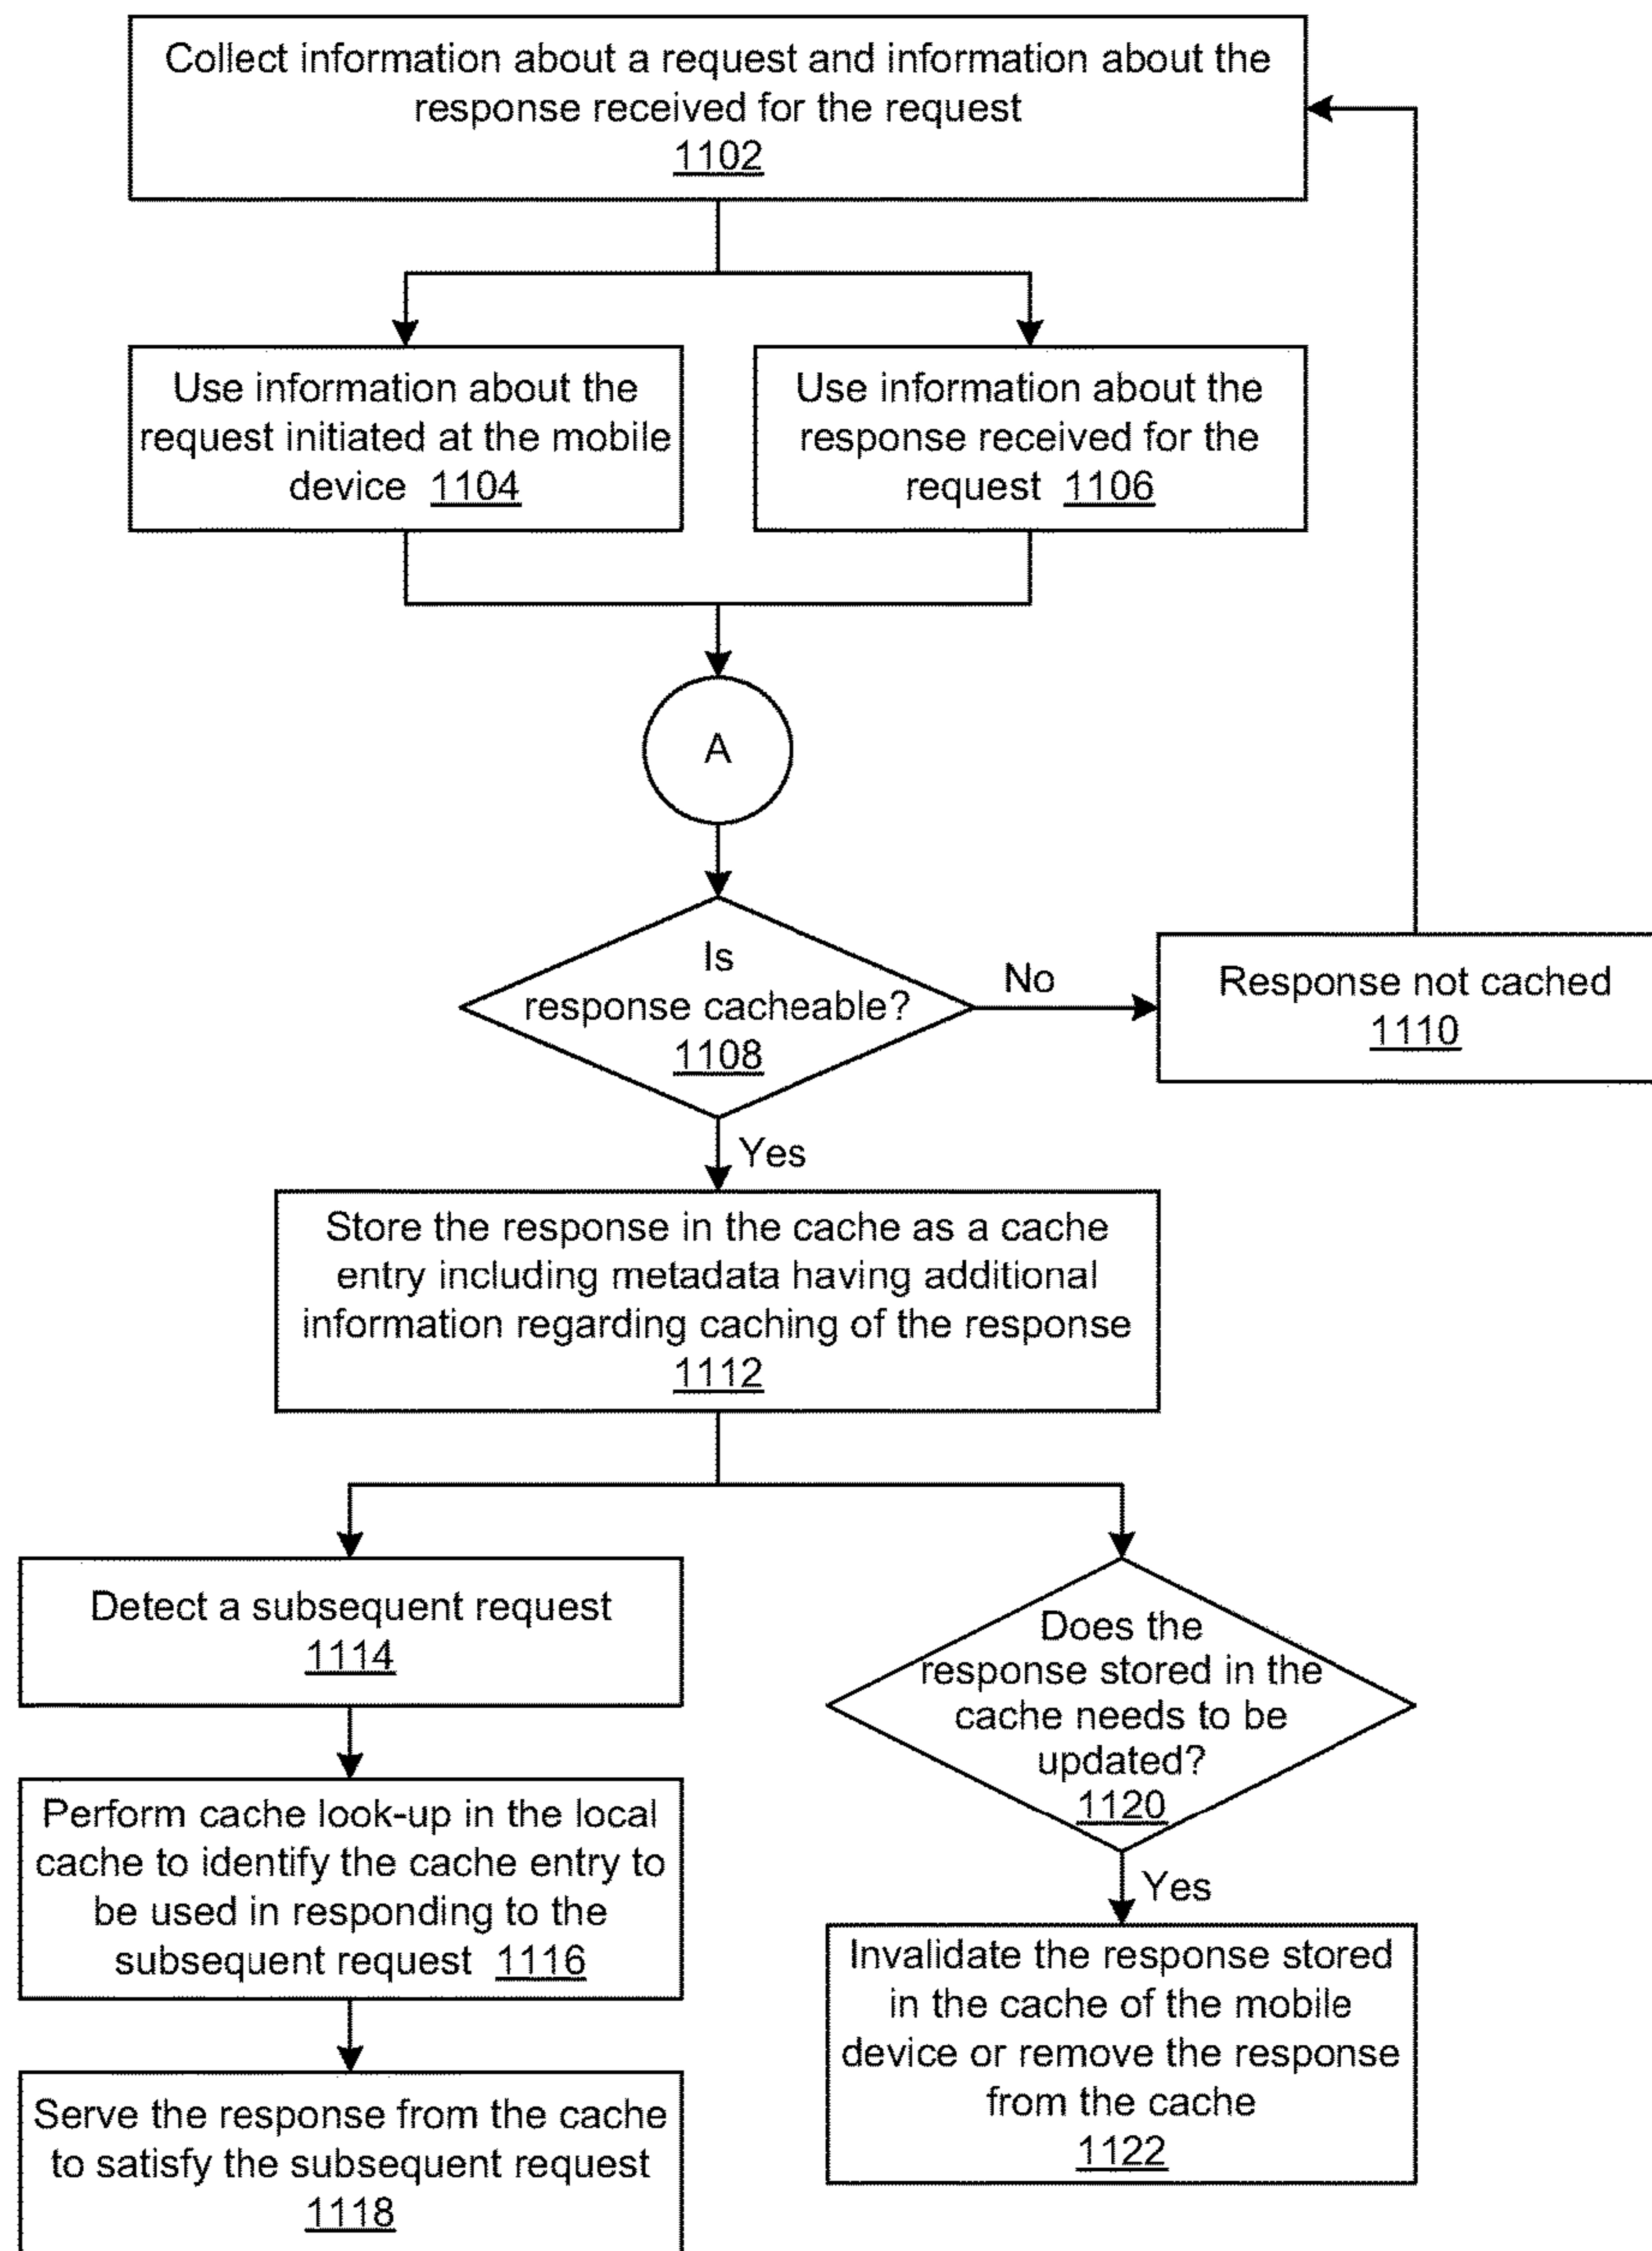 Collect information about a request and information about the
response received for the request
1102
Use information about the
request initiated at the mobile
device 1104
Use information about the
response received for the
request 1106
A
Is
response cacheable?
1108
No
Response not cached
1110
Yes
Store the response in the cache as a cache
entry including metadata having additional
information regarding caching of the response
1112
Detect a subsequent request
1114
Perform cache look-up in the local
cache to identify the cache entry to
be used in responding to the
subsequent request 1116
Serve the response from the cache
to satisfy the subsequent request
1118
Does the
response stored in the
cache needs to be
updated?
1120
Yes
Invalidate the response stored
in the cache of the mobile
device or remove the response
from the cache
1122